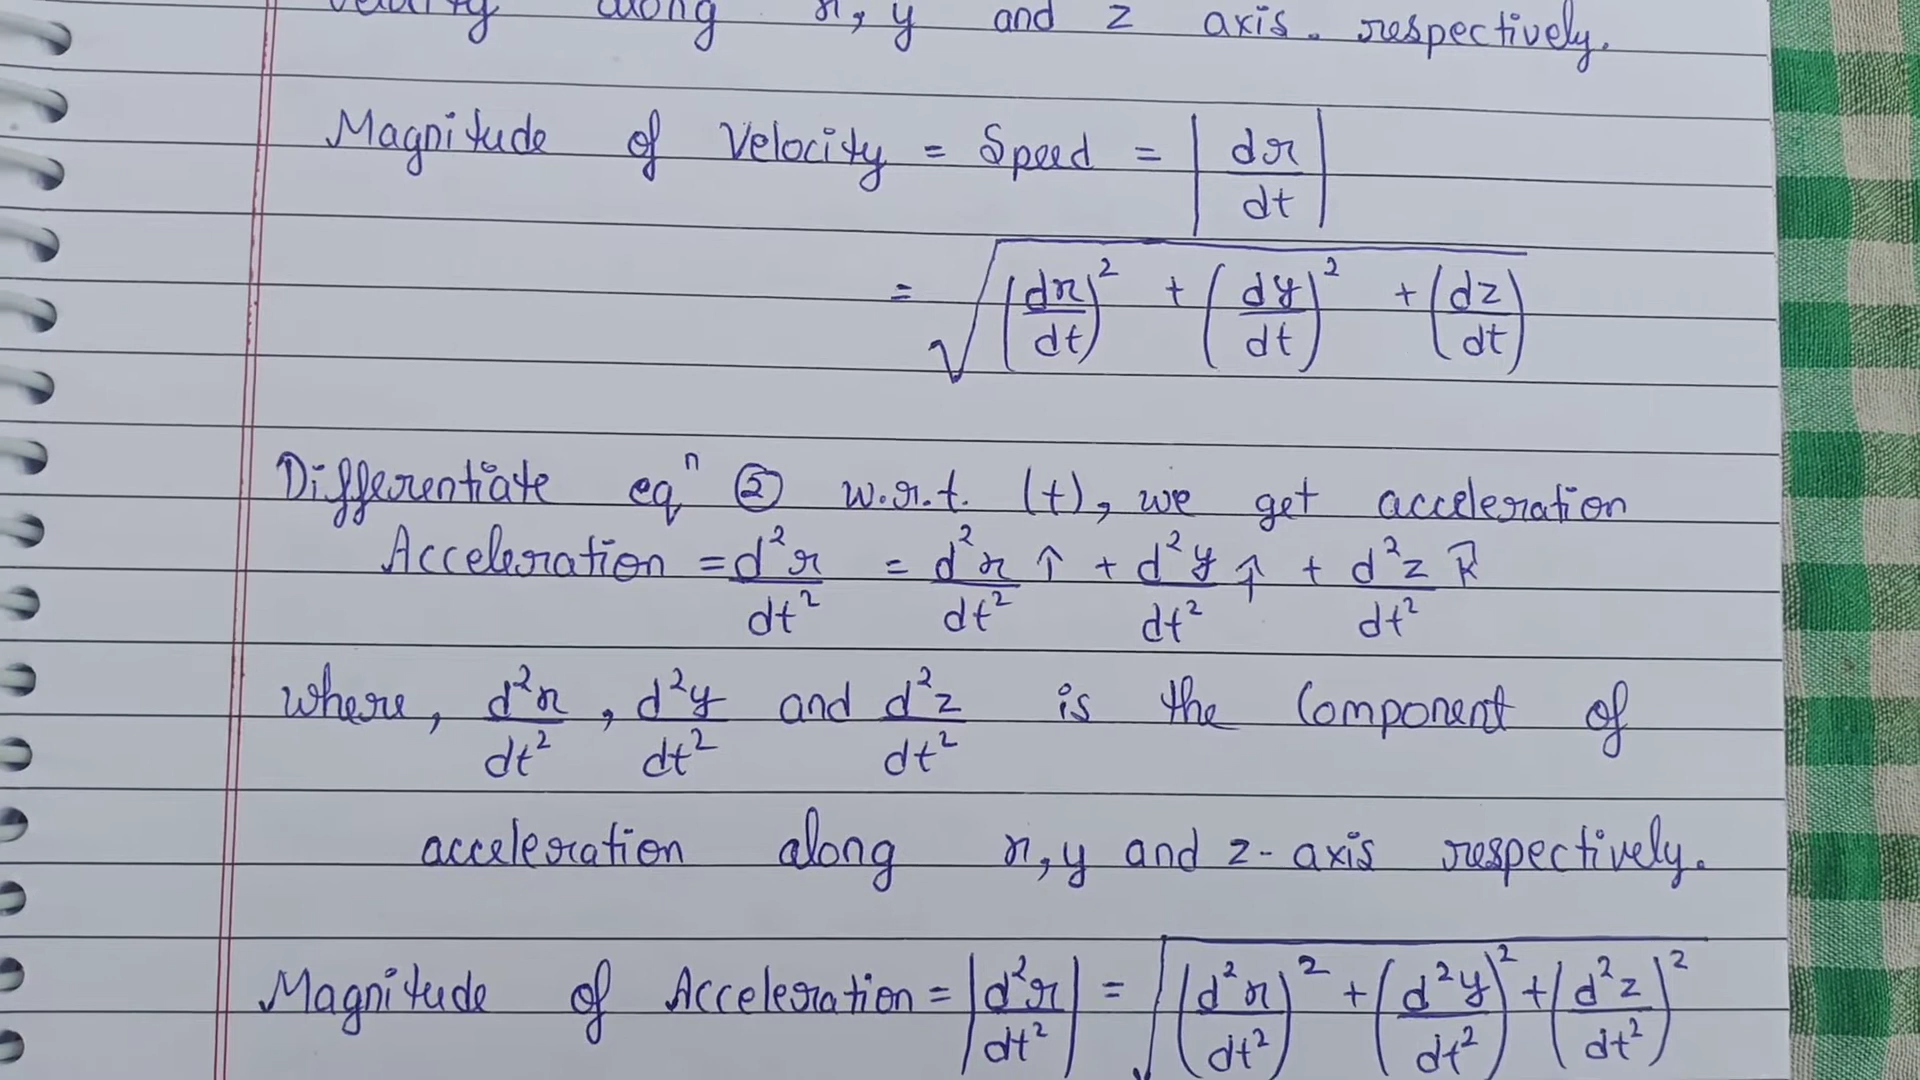 velocity along x, y and z axis. respectively.
Magnitude of Velocity = Speed = |dr/dt|
= √((dx/dt)² + (dy/dt)² + (dz/dt))
Differentiate eqⁿ ② w.r.t. (t), we get acceleration
Acceleration = d²r/dt² = d²x/dt² ↑ + d²y/dt² ↑ + d²z/dt² k⃗
where, d²x/dt², d²y/dt² and d²z/dt² is the component of
acceleration along x, y and z-axis respectively.
Magnitude of Acceleration = |d²r/dt²| = √((d²x/dt²)² + (d²y/dt²)² + (d²z/dt²)²)